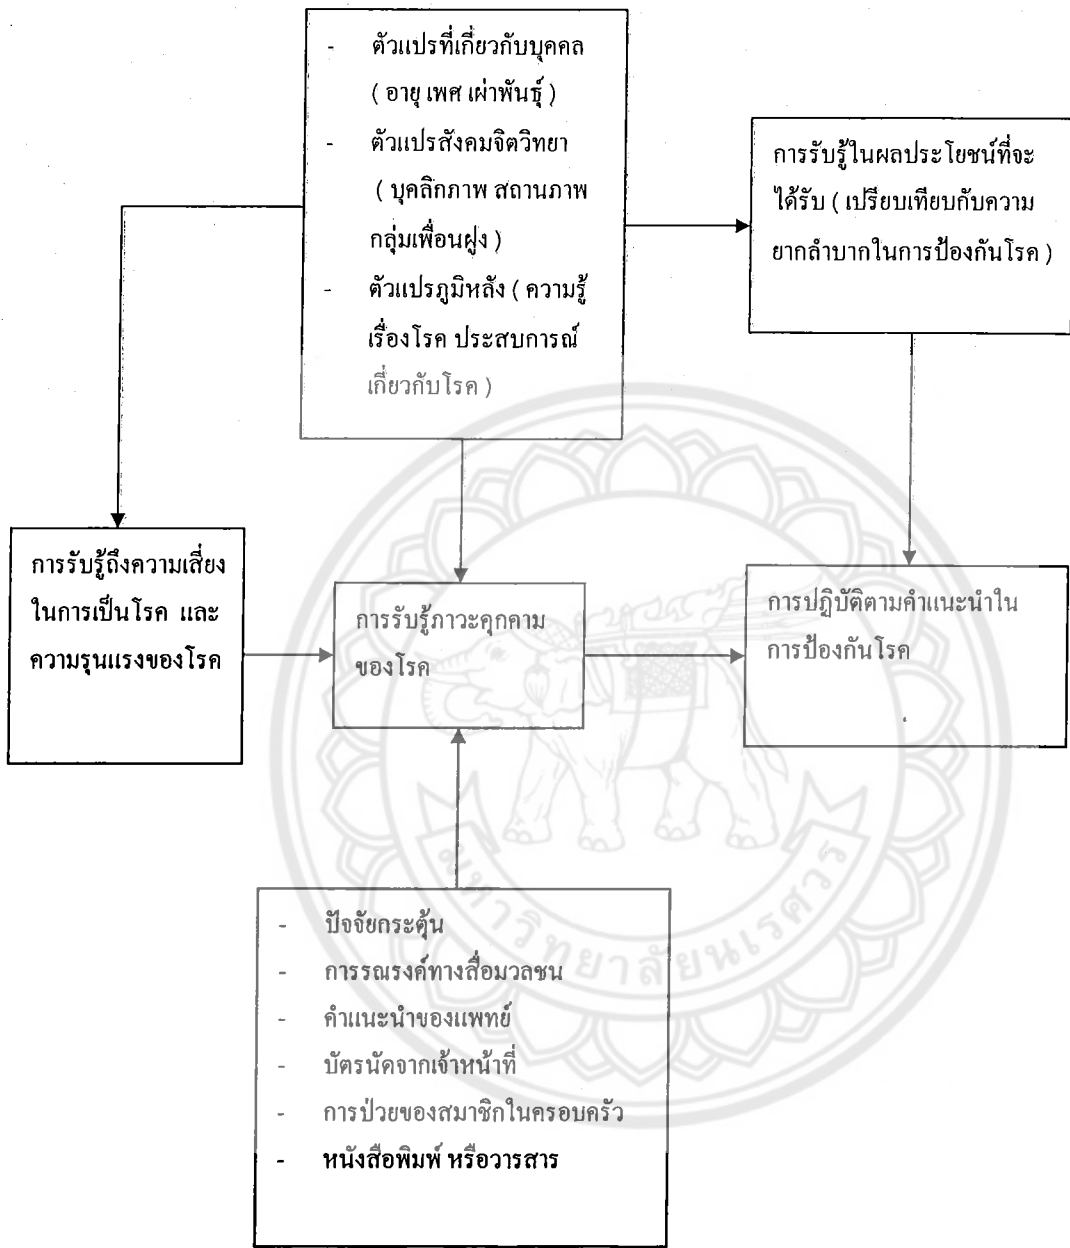 - ตัวแปรที่เกี่ยวกับบุคคล
( อายุ เพศ เผ่าพันธุ์ )
- ตัวแปรสังคมจิตวิทยา
( บุคลิกภาพ สถานภาพ
กลุ่มเพื่อนฝูง )
- ตัวแปรภูมิหลัง ( ความรู้
เรื่องโรค ประสบการณ์
เกี่ยวกับโรค )
การรับรู้ในผลประโยชน์ที่จะ
ได้รับ ( เปรียบเทียบกับความ
ยากลำบากในการป้องกันโรค )
การรับรู้ถึงความเสี่ยง
ในการเป็นโรค และ
ความรุนแรงของโรค
การรับรู้ภาวะคุกคาม
ของโรค
การปฏิบัติตามคำแนะนำใน
การป้องกันโรค
- ปัจจัยกระตุ้น
- การรณรงค์ทางสื่อมวลชน
- คำแนะนำของแพทย์
- บัตรนัดจากเจ้าหน้าที่
- การป่วยของสมาชิกในครอบครัว
- หนังสือพิมพ์ หรือวารสาร
มหาวิทยาลัยนเรศวร